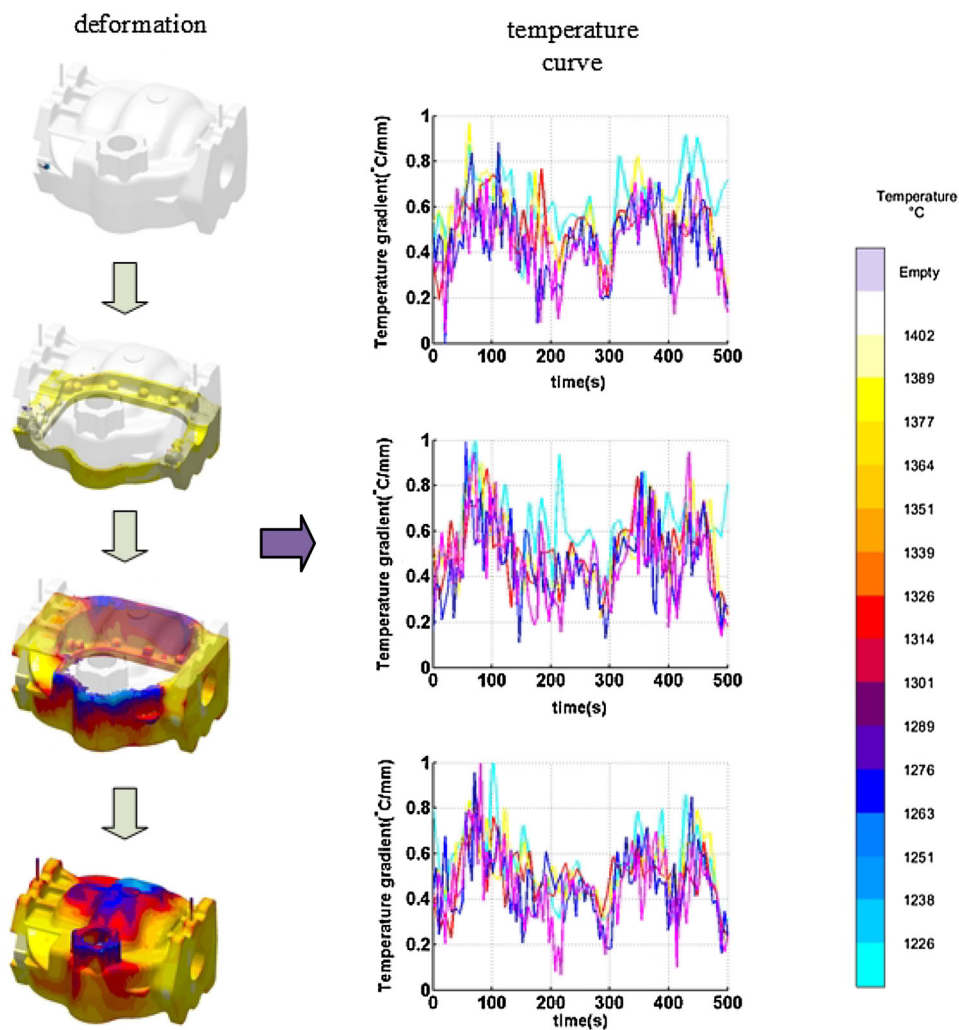 deformation
temperature
curve
Temperature gradient(°C/mm)
1
0.8
0.6
0.4
0.2
0
0 100 200 300 400 500
time(s)
Temperature gradient(°C/mm)
1
0.8
0.6
0.4
0.2
0
0 100 200 300 400 500
time(s)
Temperature gradient(°C/mm)
1
0.8
0.6
0.4
0.2
0
0 100 200 300 400 500
time(s)
Temperature
°C
Empty
1402
1389
1377
1364
1351
1339
1326
1314
1301
1289
1276
1263
1251
1238
1226